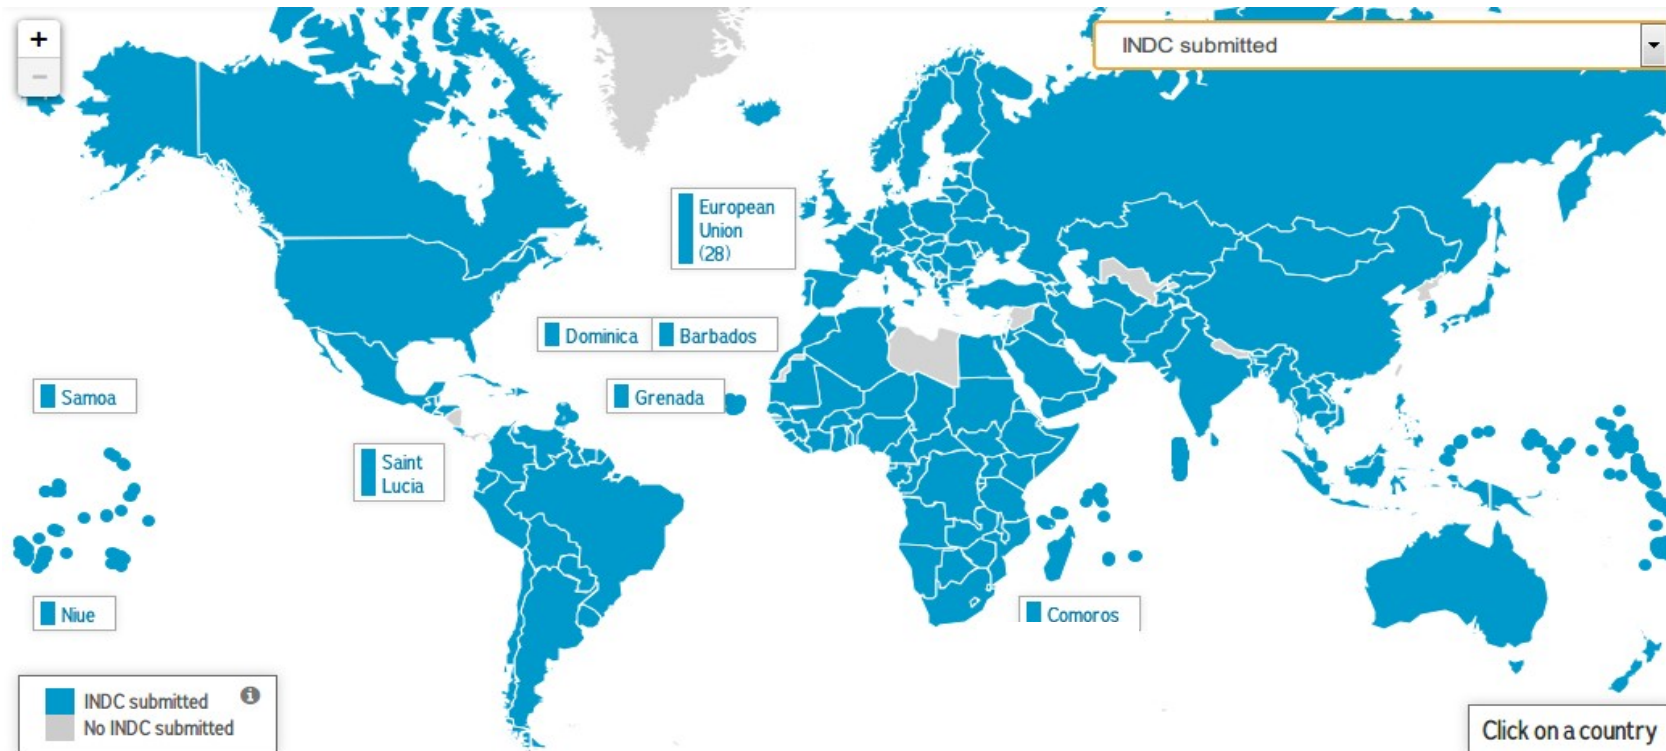 +
−
INDC submitted
European
Union
(28)
Dominica
Barbados
Samoa
Grenada
Saint
Lucia
Niue
Comoros
INDC submitted
No INDC submitted
Click on a country